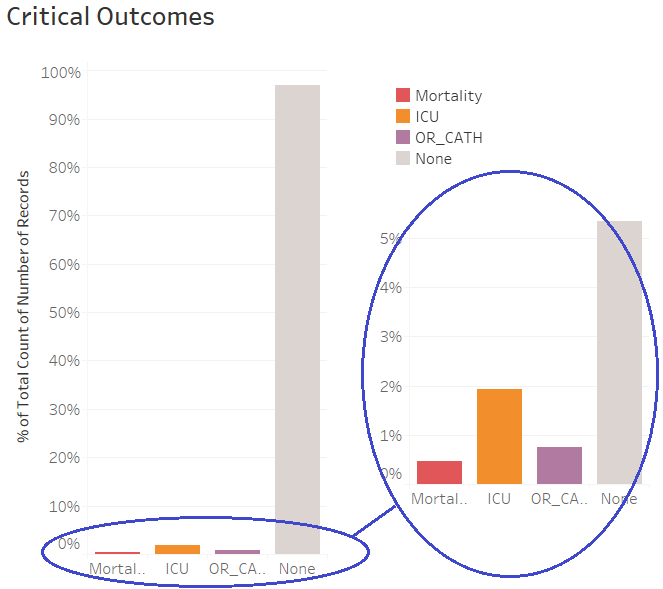 Critical Outcomes
% of Total Count of Number of Records
100%
90%
80%
70%
60%
50%
40%
30%
20%
10%
0%
Mortal.. ICU OR_CA.. None
Mortality
ICU
OR_CATH
None
5%
4%
3%
2%
1%
0%
Mortal.. ICU OR_CA.. None